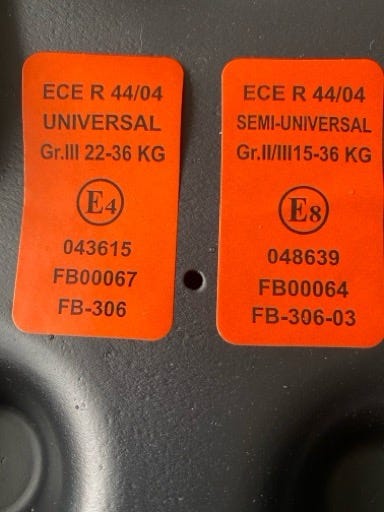 ECE R 44/04
UNIVERSAL
Gr.III 22-36 KG
E4
043615
FB00067
FB-306
ECE R 44/04
SEMI-UNIVERSAL
Gr.II/III15-36 KG
E8
048639
FB00064
FB-306-03